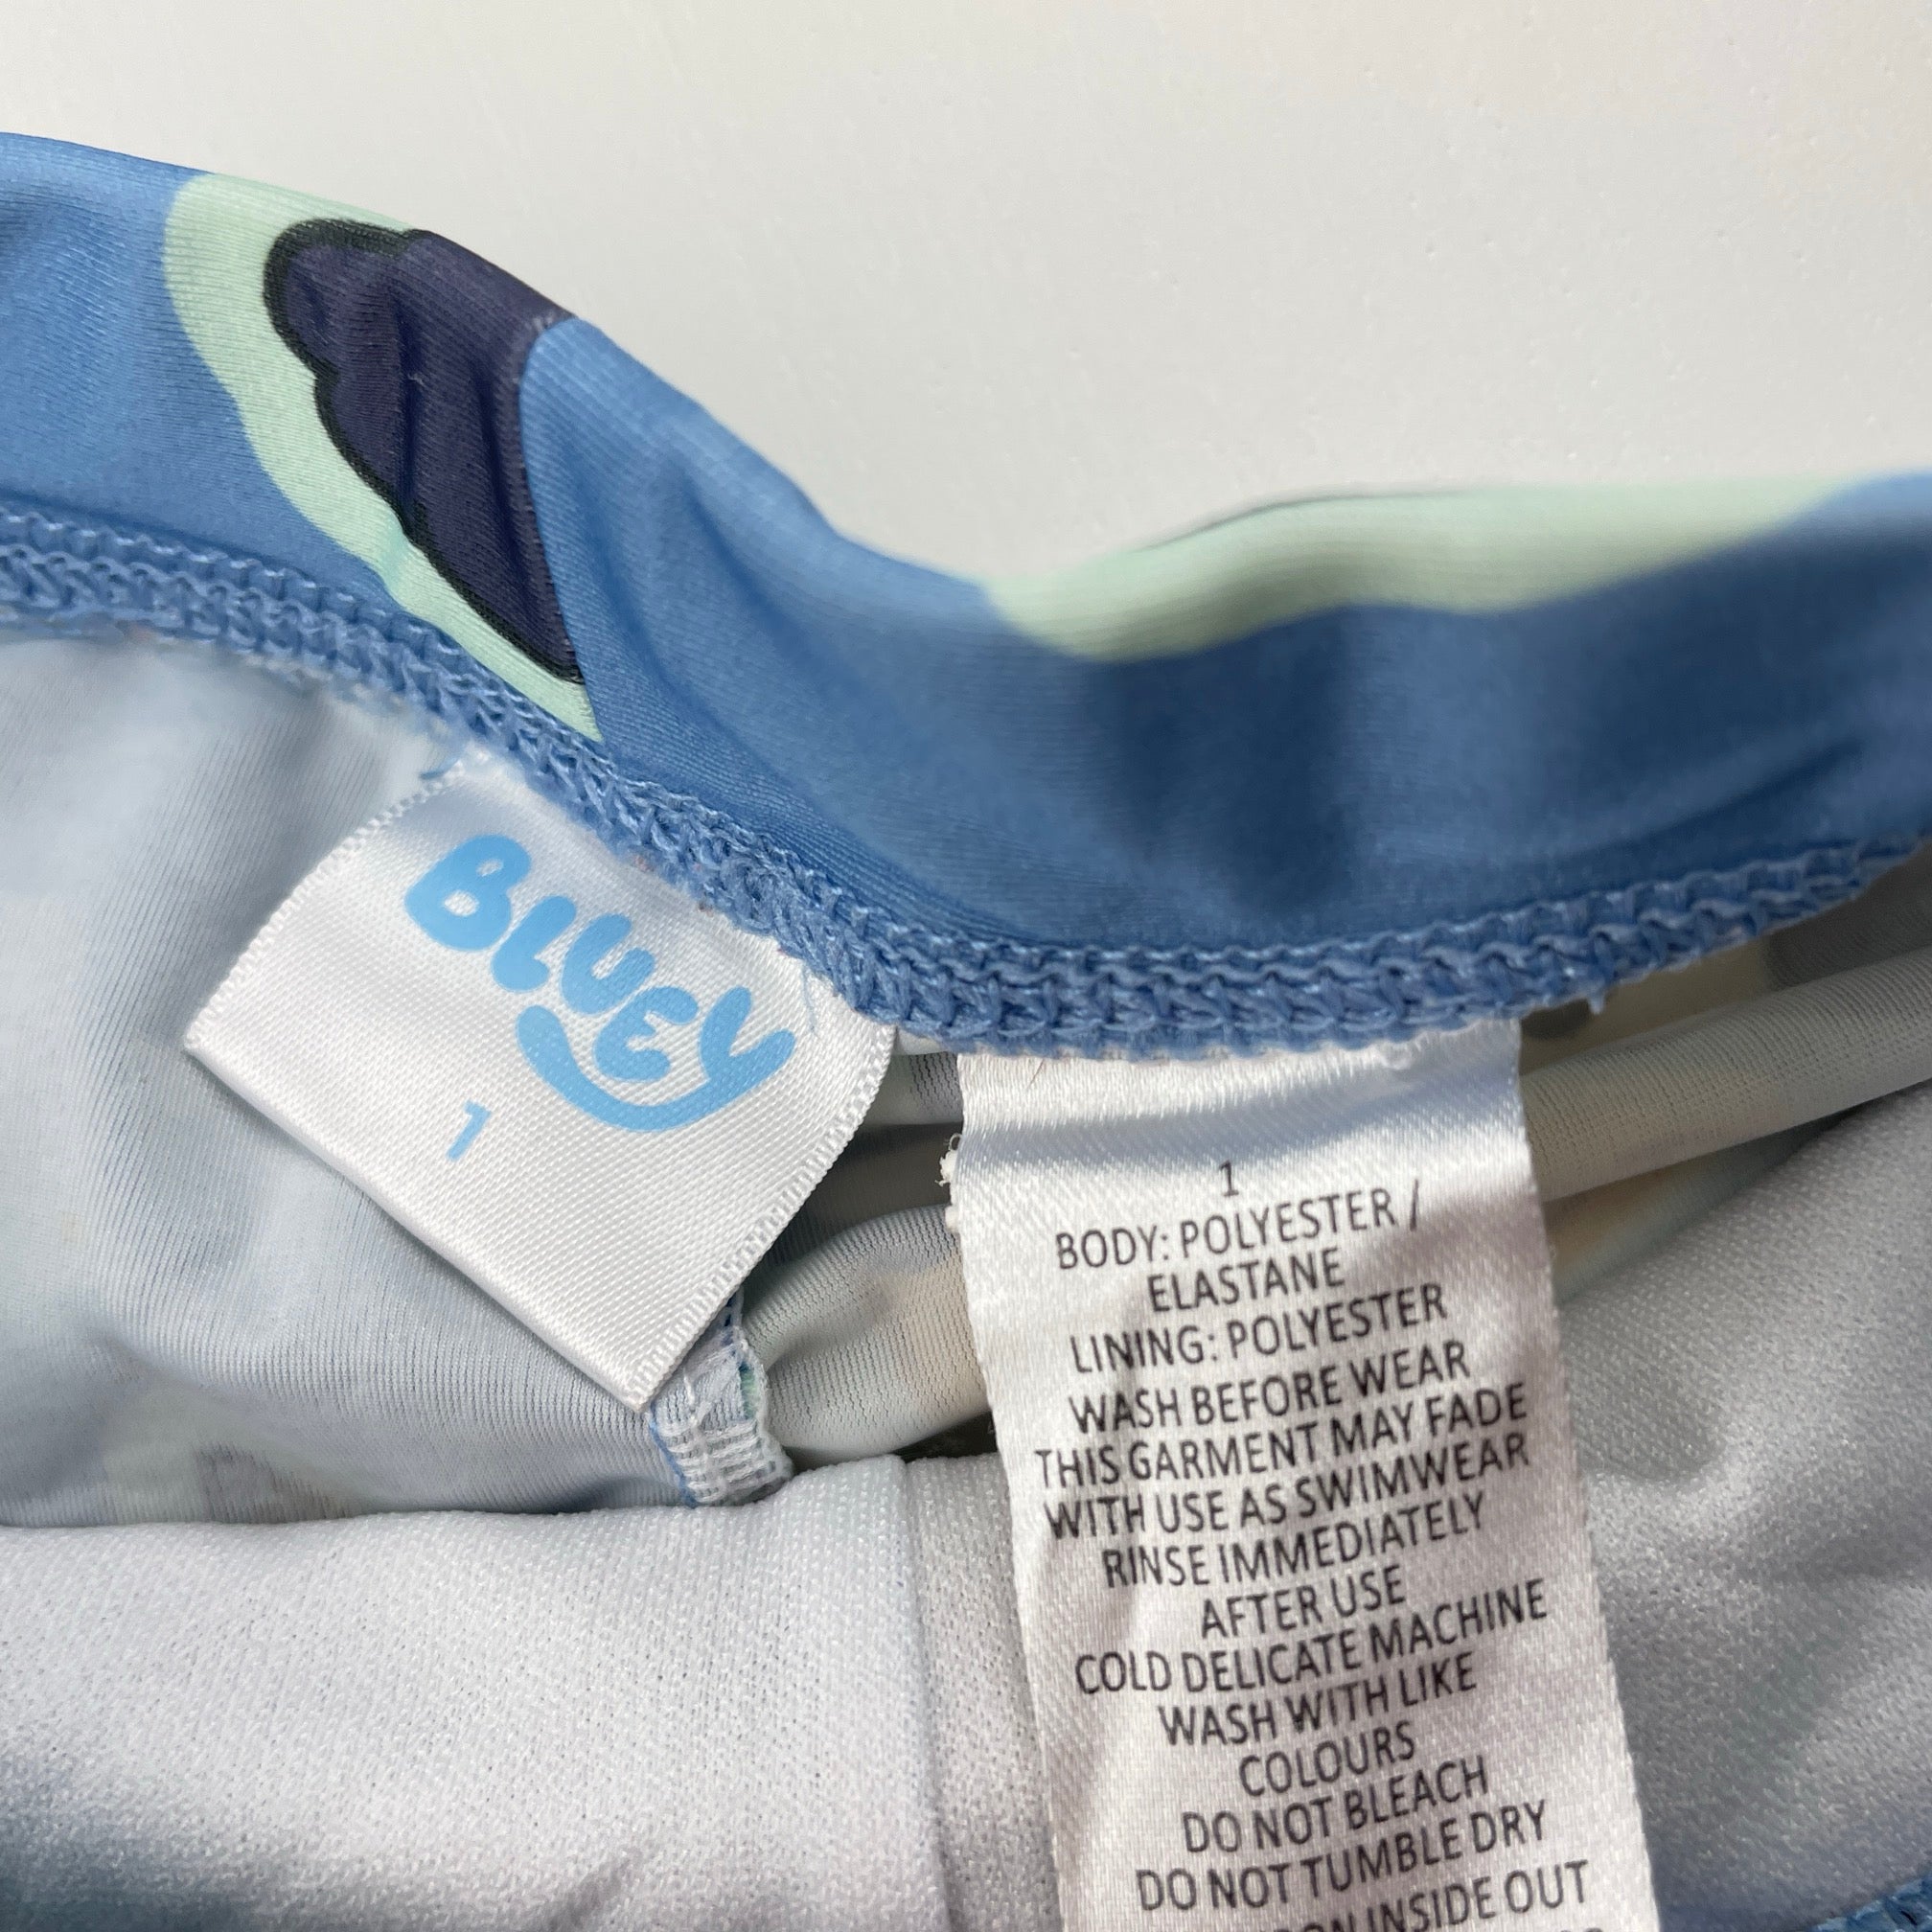 BLUEY
1
1
BODY: POLYESTER /
ELASTANE
LINING: POLYESTER
WASH BEFORE WEAR
THIS GARMENT MAY FADE
WITH USE AS SWIMWEAR
RINSE IMMEDIATELY
AFTER USE
COLD DELICATE MACHINE
WASH WITH LIKE
COLOURS
DO NOT BLEACH
DO NOT TUMBLE DRY
INSIDE OUT